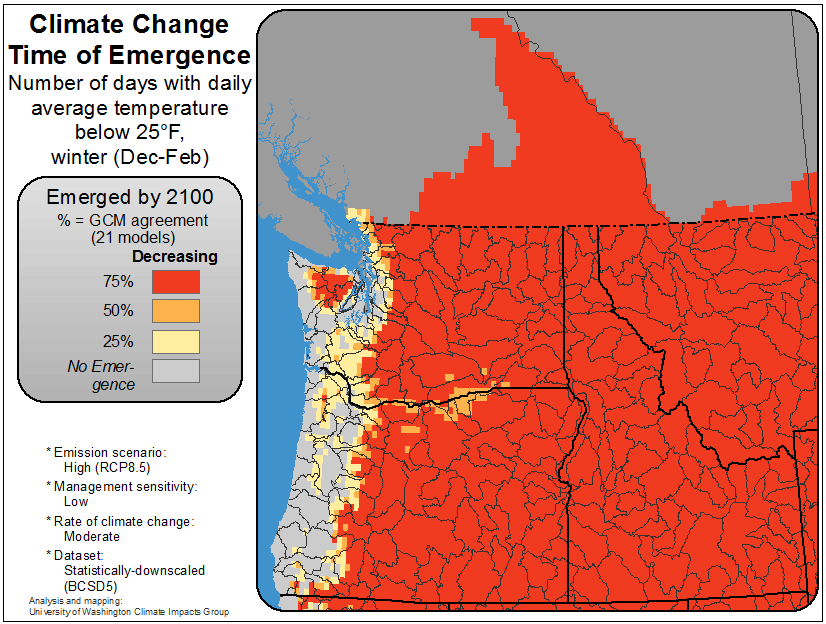 Climate Change
Time of Emergence
Number of days with daily
average temperature
below 25°F,
winter (Dec-Feb)
Emerged by 2100
% = GCM agreement
(21 models)
Decreasing
75%
50%
25%
No Emer-
gence
* Emission scenario:
High (RCP8.5)
* Management sensitivity:
Low
* Rate of climate change:
Moderate
* Dataset:
Statistically-downscaled
(BCSD5)
Analysis and mapping:
University of Washington Climate Impacts Group